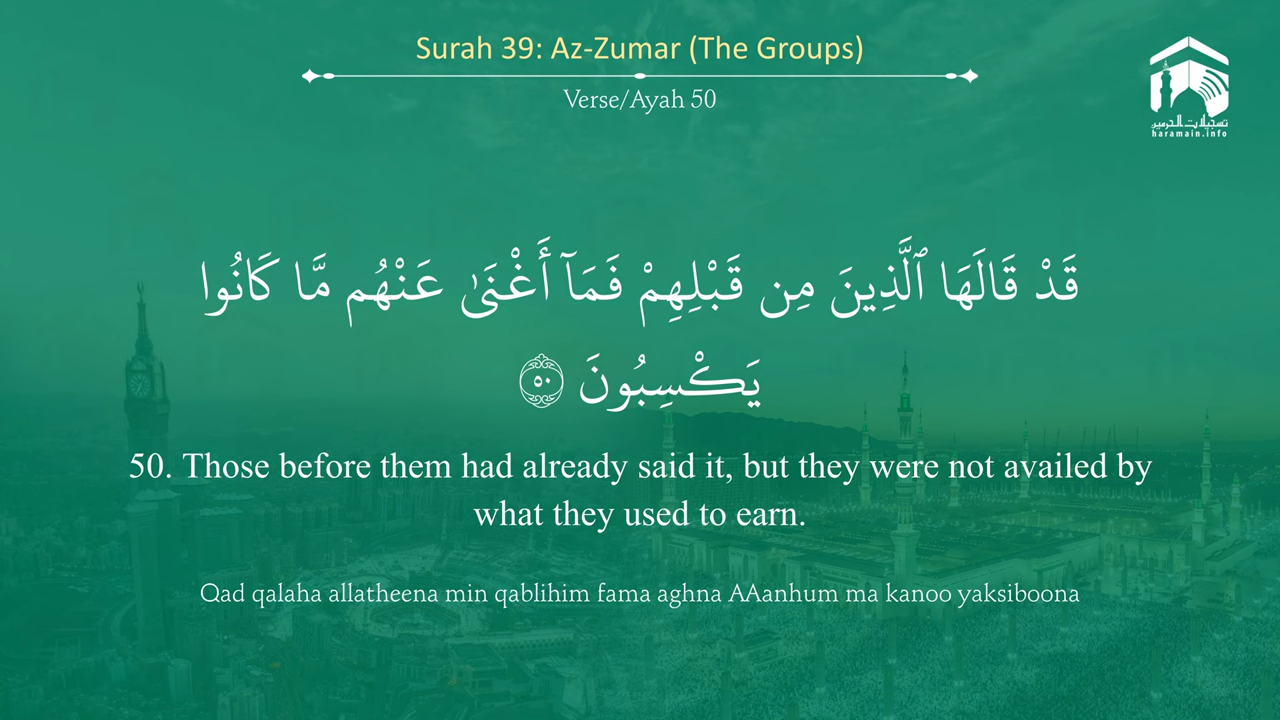 Surah 39: Az-Zumar (The Groups)
Verse/Ayah 50
تسجيلات الحرمين
haramain.info
قَدْ قَالَهَا ٱلَّذِينَ مِن قَبْلِهِمْ فَمَآ أَغْنَىٰ عَنْهُم مَّا كَانُوا
يَكْسِبُونَ ٥٠
50. Those before them had already said it, but they were not availed by
what they used to earn.
Qad qalaha allatheena min qablihim fama aghna AAanhum ma kanoo yaksiboona